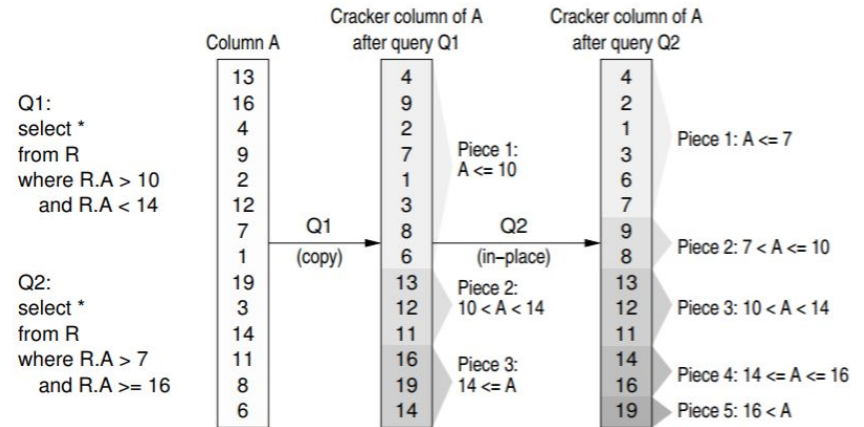 Q1:
select *
from R
where R.A > 10
and R.A < 14
Q2:
select *
from R
where R.A > 7
and R.A >= 16
Column A
13
16
4
9
2
12
7
1
19
3
14
11
8
6
Q1
(copy)
Cracker column of A
after query Q1
4
9
2
7
1
3
8
6
13
12
11
16
19
14
Piece 1:
A <= 10
Piece 2:
10 < A < 14
Piece 3:
14 <= A
Q2
(in-place)
Cracker column of A
after query Q2
4
2
1
3
6
7
9
8
13
12
11
14
16
19
Piece 1: A <= 7
Piece 2: 7 < A <= 10
Piece 3: 10 < A < 14
Piece 4: 14 <= A <= 16
Piece 5: 16 < A